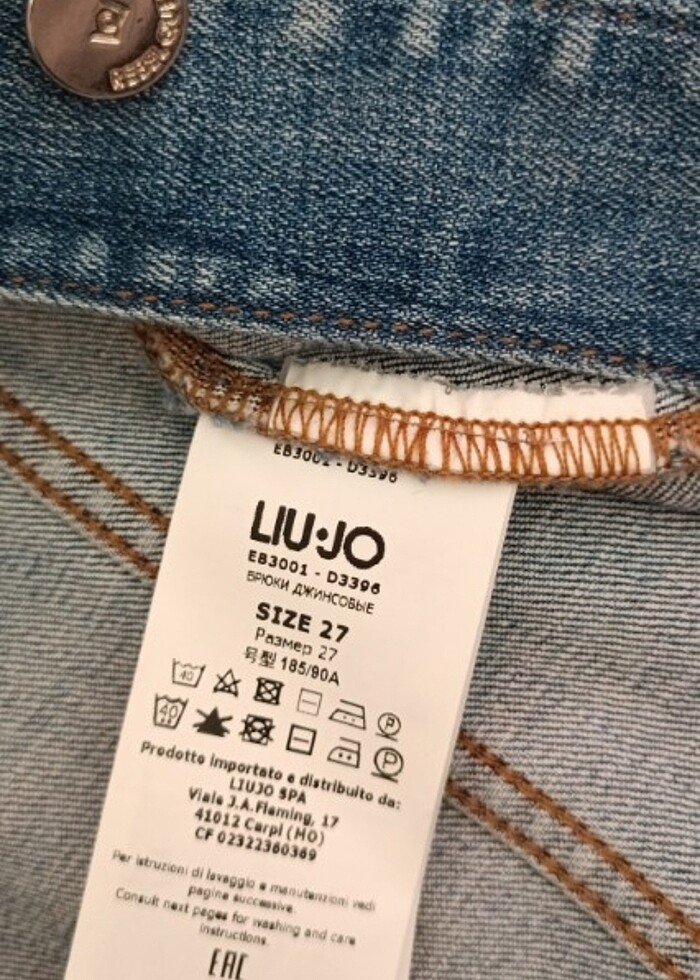 EB3001 - D3396
LIU·JO
EB3001 - D3396
БРЮКИ ДЖИНСОВЫЕ
SIZE 27
Размер 27
号型 185/90A
40
40
P
P
Prodotto importato e distribuito da:
LIUJO SPA
Viale J.A.Fleming, 17
41012 Carpi (MO)
CF 02322360369
Per istruzioni di lavaggio e manutenzioni vedi
pagine successive.
Consult next pages for washing and care
instructions.
EAC